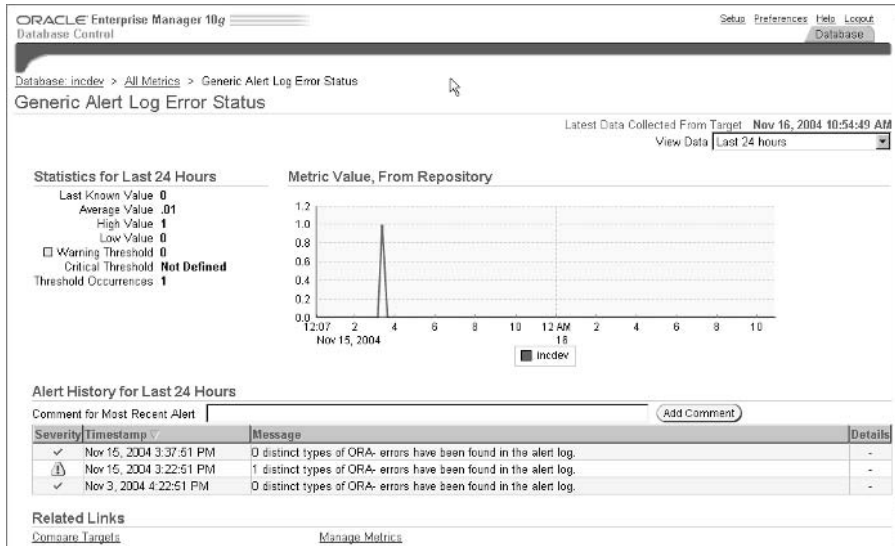 ORACLE Enterprise Manager 10g
Database Control
Setup Preferences Help Logout
Database
Database: incdev > All Metrics > Generic Alert Log Error Status
Generic Alert Log Error Status
Latest Data Collected From Target Nov 16, 2004 10:54:49 AM
View Data Last 24 hours
Statistics for Last 24 Hours
Last Known Value 0
Average Value .01
High Value 1
Low Value 0
Warning Threshold 0
Critical Threshold Not Defined
Threshold Occurrences 1
Metric Value, From Repository
1.2
1.0
0.8
0.6
0.4
0.2
0.0
12:07 2 4 6 8 10 12 AM 2 4 6 8 10
Nov 15, 2004 16
incdev
Alert History for Last 24 Hours
Comment for Most Recent Alert Add Comment
Severity Timestamp Message Details
Nov 15, 2004 3:37:51 PM 0 distinct types of ORA- errors have been found in the alert log. -
Nov 15, 2004 3:22:51 PM 1 distinct types of ORA- errors have been found in the alert log. -
Nov 3, 2004 4:22:51 PM 0 distinct types of ORA- errors have been found in the alert log. -
Related Links
Compare Targets Manage Metrics